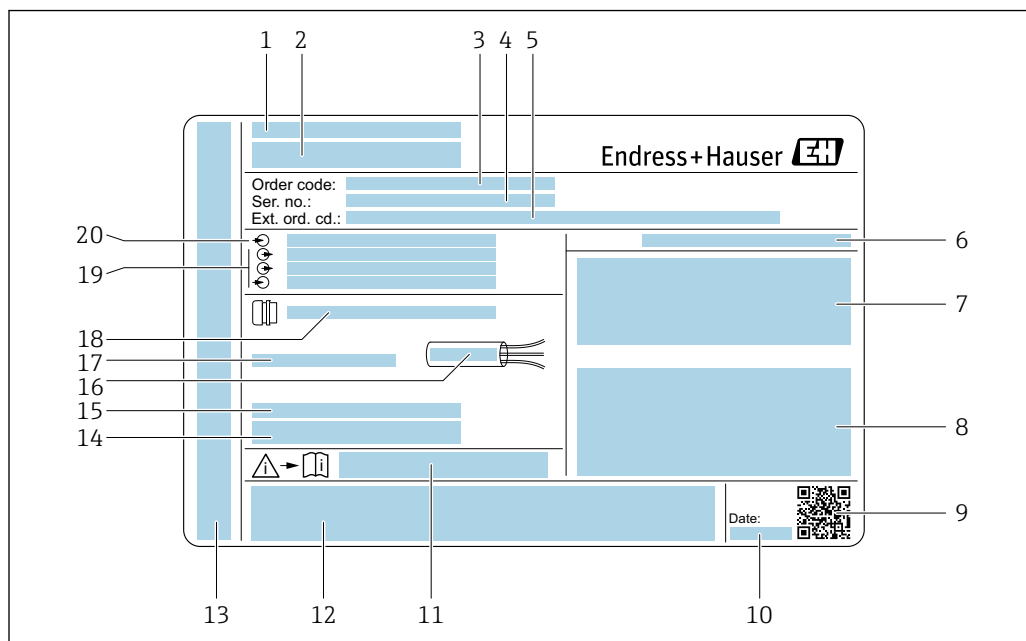 1 2 3 4 5
Endress+Hauser EH
Order code:
Ser. no.:
Ext. ord. cd.:
20
19
6
7
18
17
16
15
14
8
i i
Date:
9
13 12 11 10